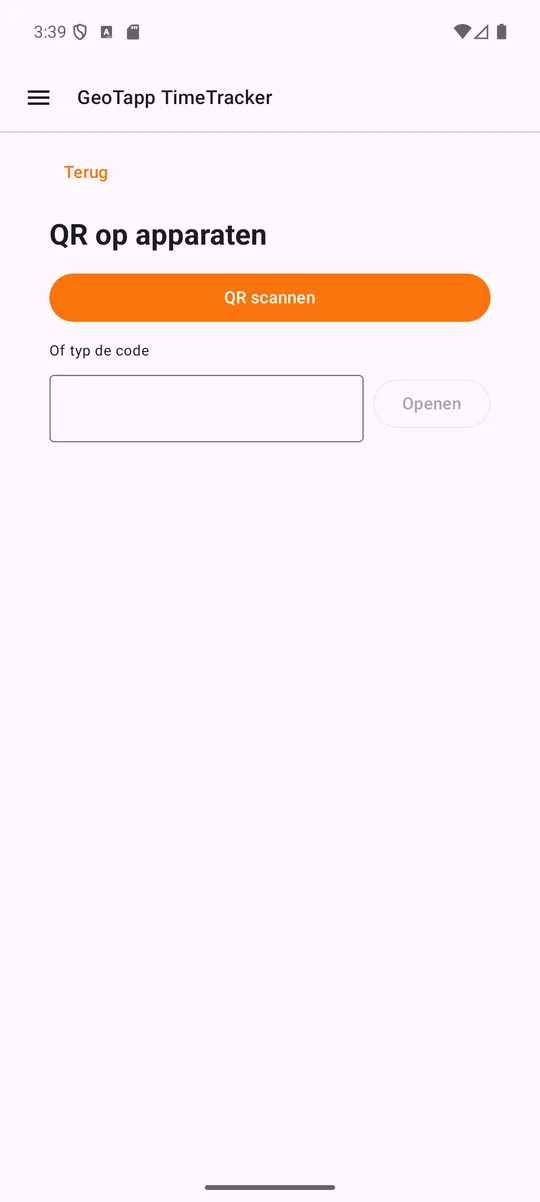 3:39
GeoTapp TimeTracker
Terug
QR op apparaten
QR scannen
Of typ de code
Openen